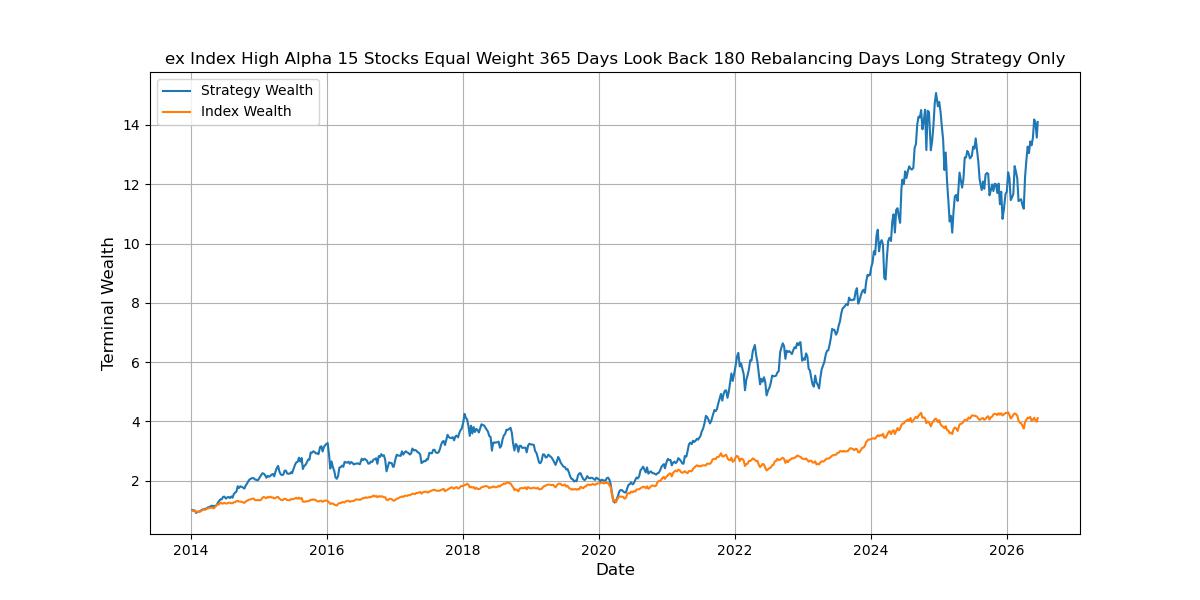 ex Index High Alpha 15 Stocks Equal Weight 365 Days Look Back 180 Rebalancing Days Long Strategy Only
Strategy Wealth
Index Wealth
Terminal Wealth
14
12
10
8
6
4
2
2014
2016
2018
2020
2022
2024
2026
Date